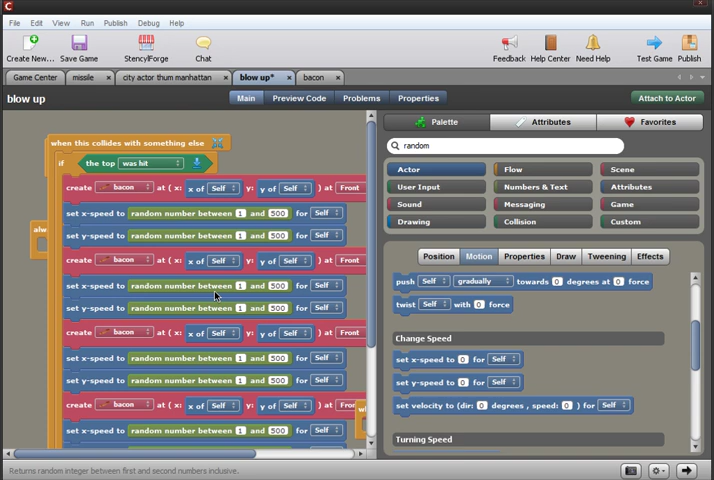 File Edit View Run Publish Debug Help
Create New... Save Game StencylForge Chat Feedback Help Center Need Help Test Game Publish
Game Center missile city actor thum manhattan blow up* bacon
blow up Main Preview Code Problems Properties Attach to Actor
Palette Attributes Favorites
random
Actor Flow Scene
User Input Numbers & Text Attributes
Sound Messaging Game
Drawing Collision Custom
Position Motion Properties Draw Tweening Effects
push Self gradually towards 0 degrees at 0 force
twist Self with 0 force
Change Speed
set x-speed to 0 for Self
set y-speed to 0 for Self
set velocity to (dir: 0 degrees , speed: 0 ) for Self
Turning Speed
when this collides with something else
if the top was hit
create bacon at ( x: x of Self y: y of Self ) at Front
set x-speed to random number between 1 and 500 for Self
set y-speed to random number between 1 and 500 for Self
create bacon at ( x: x of Self y: y of Self ) at Front
set x-speed to random number between 1 and 500 for Self
set y-speed to random number between 1 and 500 for Self
create bacon at ( x: x of Self y: y of Self ) at Front
set x-speed to random number between 1 and 500 for Self
set y-speed to random number between 1 and 500 for Self
create bacon at ( x: x of Self y: y of Self ) at
set x-speed to random number between 1 and 500 for Self
Returns random integer between first and second numbers inclusive.